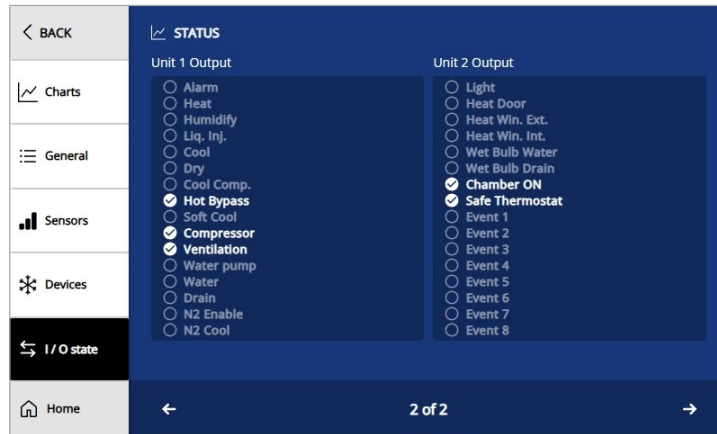 BACK
Charts
General
Sensors
Devices
I / O state
Home
STATUS
Unit 1 Output
Alarm
Heat
Humidify
Liq. Inj.
Cool
Dry
Cool Comp.
Hot Bypass
Soft Cool
Compressor
Ventilation
Water pump
Water
Drain
N2 Enable
N2 Cool
Unit 2 Output
Light
Heat Door
Heat Win. Ext.
Heat Win. Int.
Wet Bulb Water
Wet Bulb Drain
Chamber ON
Safe Thermostat
Event 1
Event 2
Event 3
Event 4
Event 5
Event 6
Event 7
Event 8
2 of 2